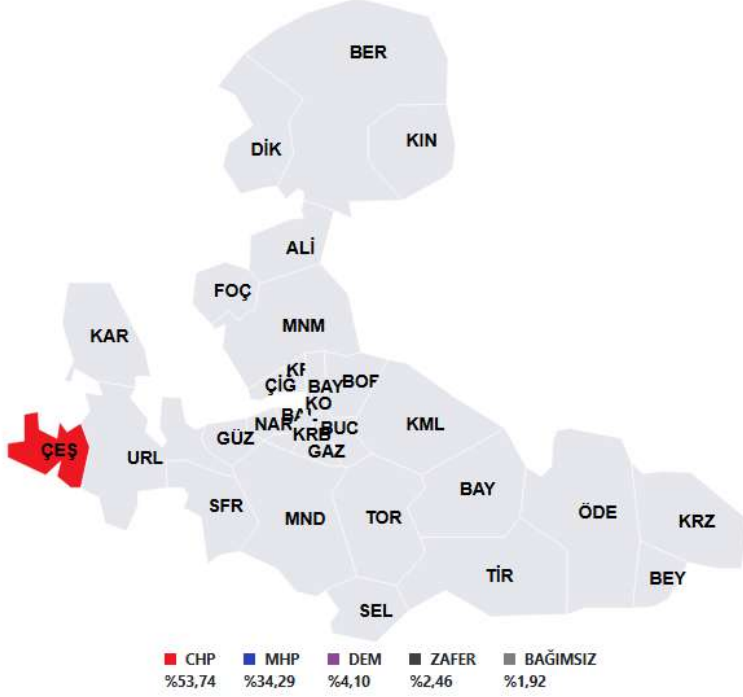 BER
DİK
KIN
ALİ
FOÇ
MNM
KAR
ÇİĞ
BAY
BOF
KO
NAR
BUC
KML
GÜZ
KRB
GAZ
ÇEŞ
URL
BAY
SFR
MND
TOR
ÖDE
KRZ
TİR
BEY
SEL
CHP MHP DEM ZAFER BAĞIMSIZ
%53,74 %34,29 %4,10 %2,46 %1,92